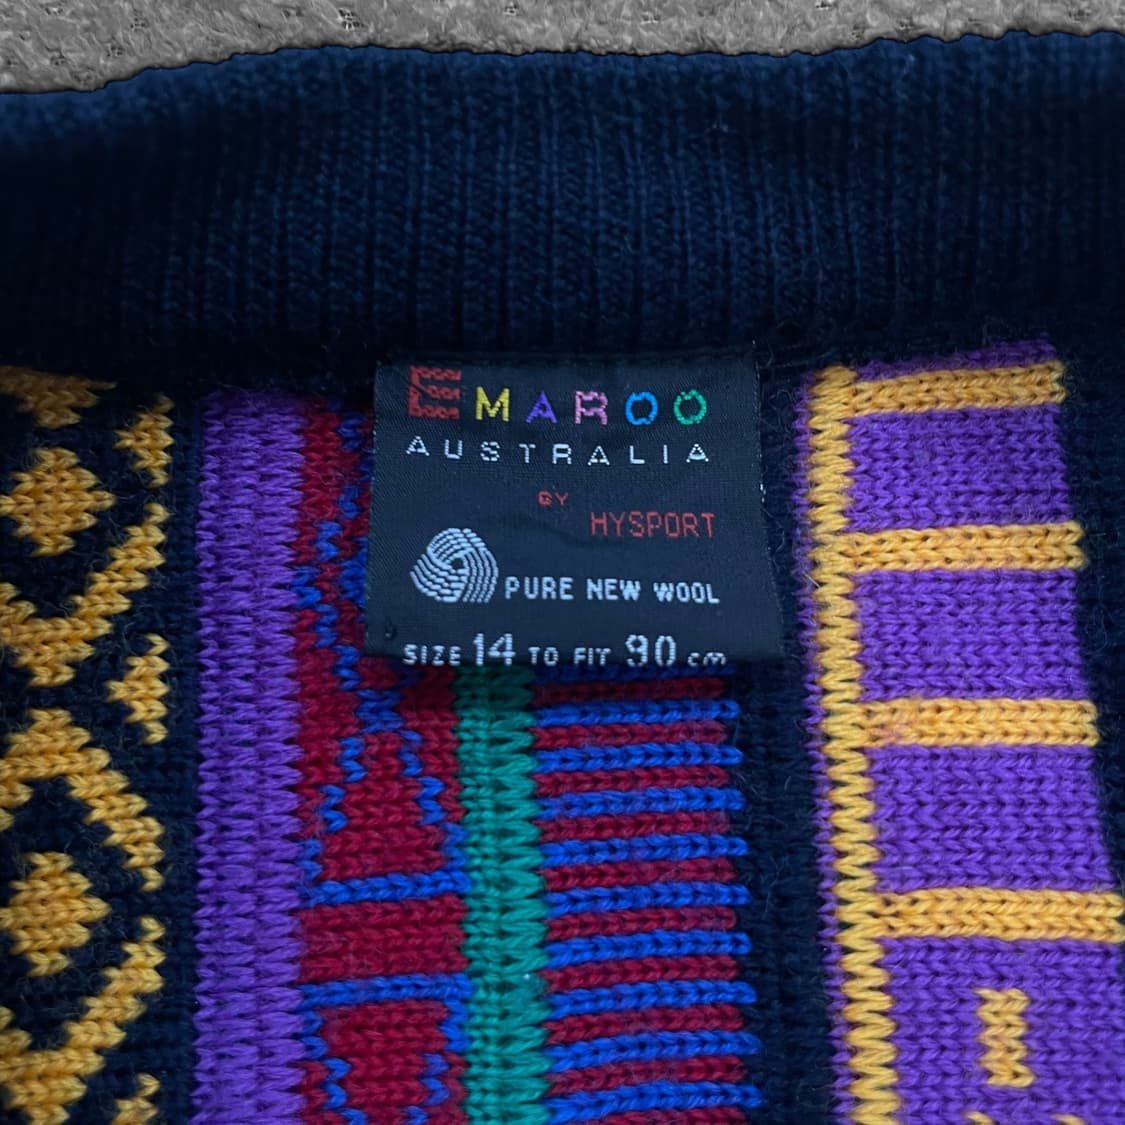 EMAROO
AUSTRALIA
BY
HYSPORT
PURE NEW WOOL
SIZE 14 TO FIT 90 cm